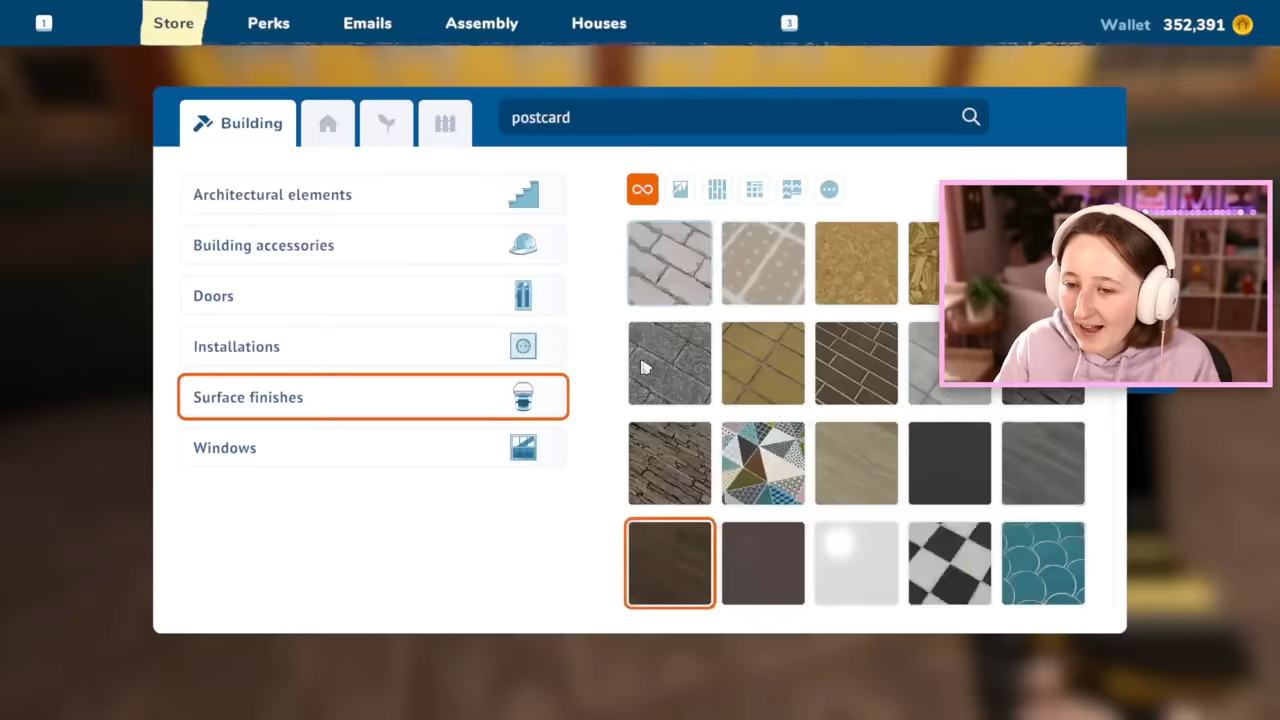 1
Store
Perks
Emails
Assembly
Houses
3
Wallet 352,391
Building
postcard
Architectural elements
Building accessories
Doors
Installations
Surface finishes
Windows